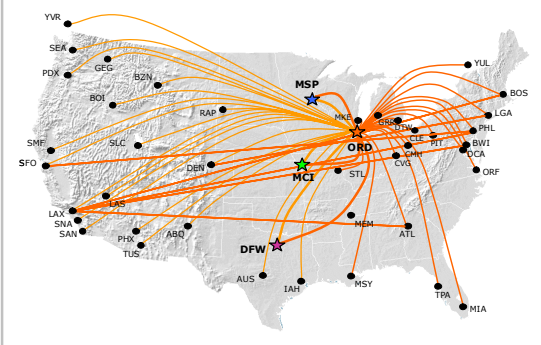 YVR
SEA
GEG
PDX
BZN
BOI
RAP
MSP
YUL
BOS
LGA
MKE
GRR
DTW
PHL
ORD
CLE
PIT
BWI
DCA
CMH
CVG
SMF
SLC
SFO
DEN
MCI
STL
ORF
LAS
LAX
SNA
SAN
PHX
TUS
ABQ
DFW
MEM
ATL
AUS
IAH
MSY
TPA
MIA